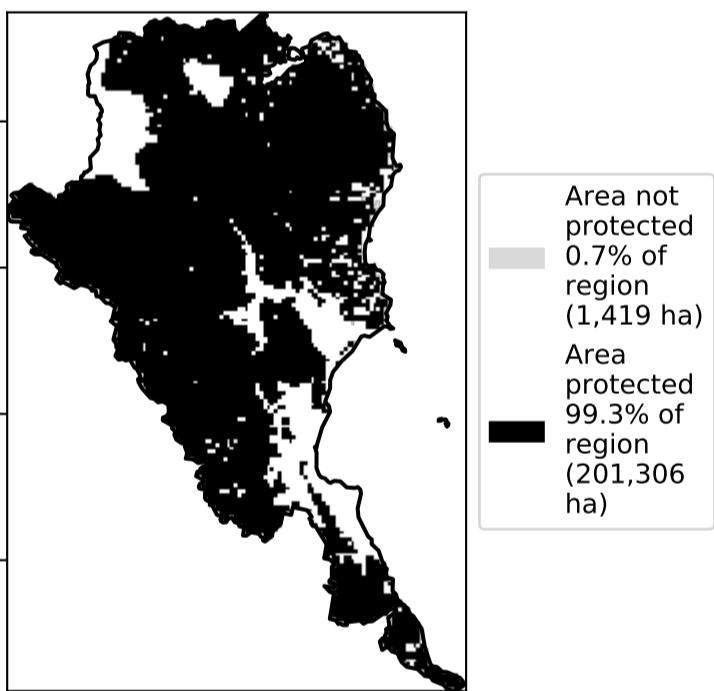 Area not
protected
0.7% of
region
(1,419 ha)
Area
protected
99.3% of
region
(201,306
ha)